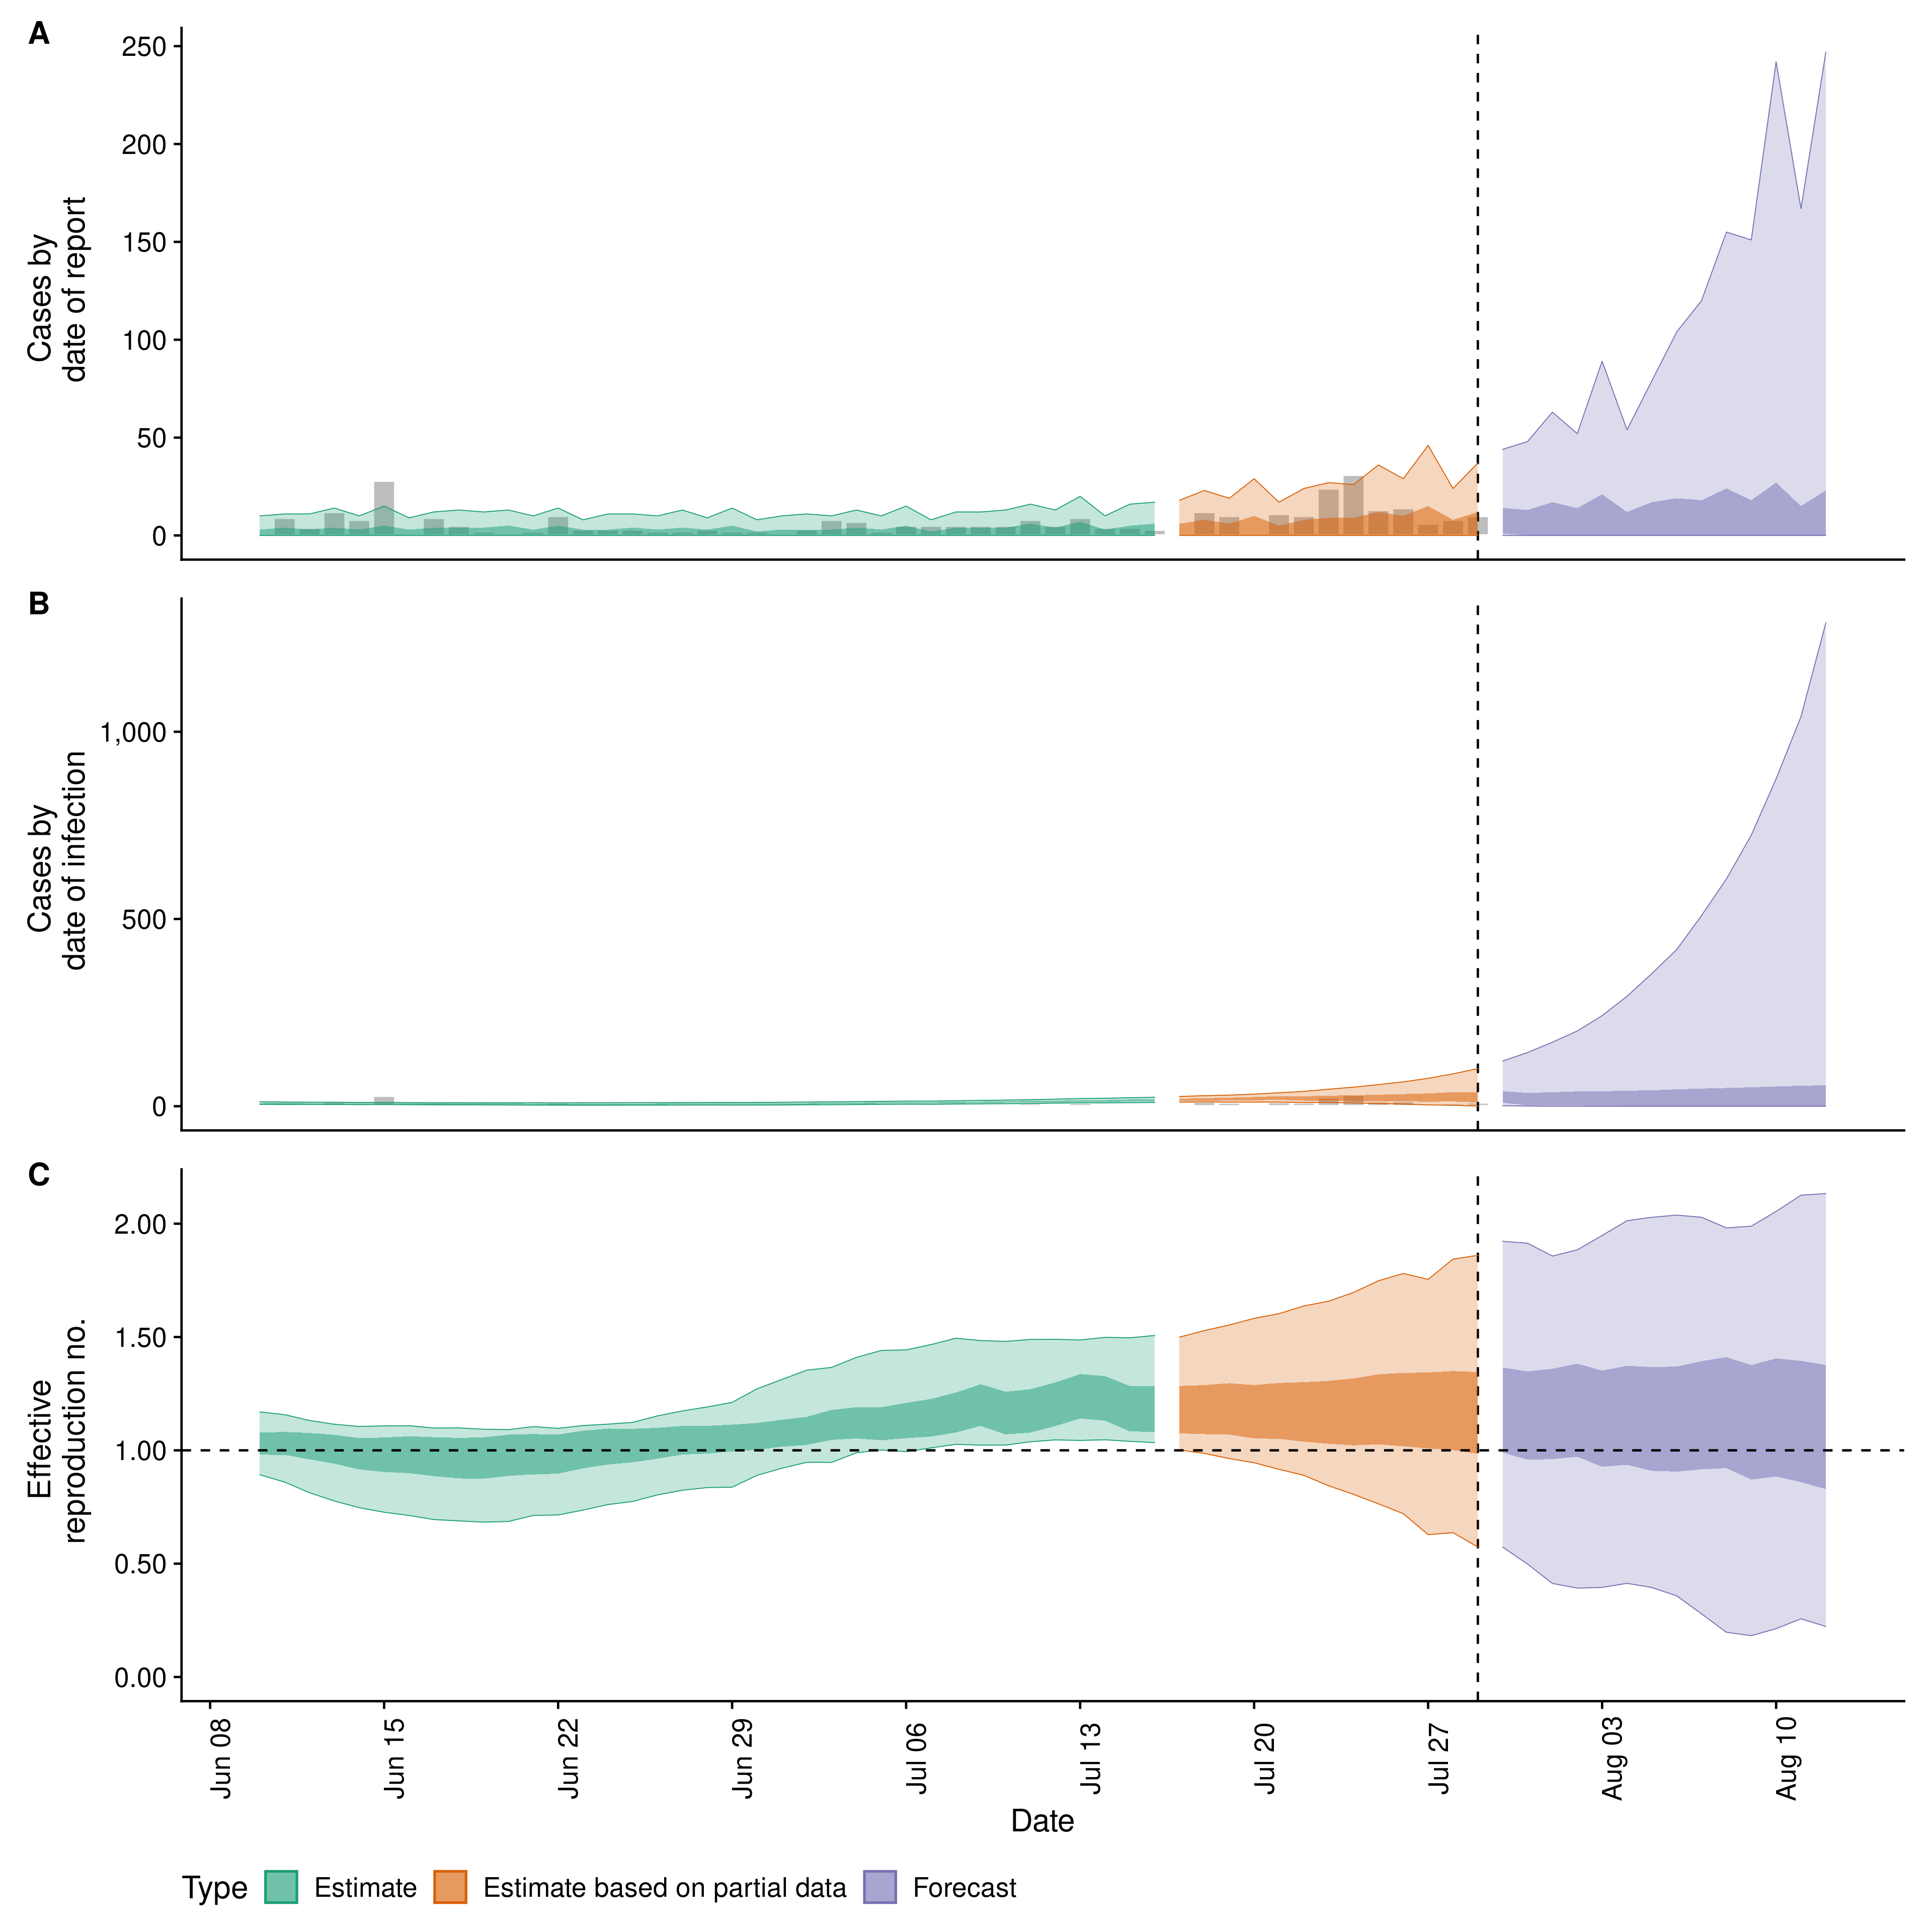 A
250
200
150
100
50
0
Cases by
date of report
B
1,000
500
0
Cases by
date of infection
C
2.00
1.50
1.00
0.50
0.00
Effective
reproduction no.
Jun 08
Jun 15
Jun 22
Jun 29
Jul 06
Jul 13
Jul 20
Jul 27
Aug 03
Aug 10
Date
Type Estimate Estimate based on partial data Forecast